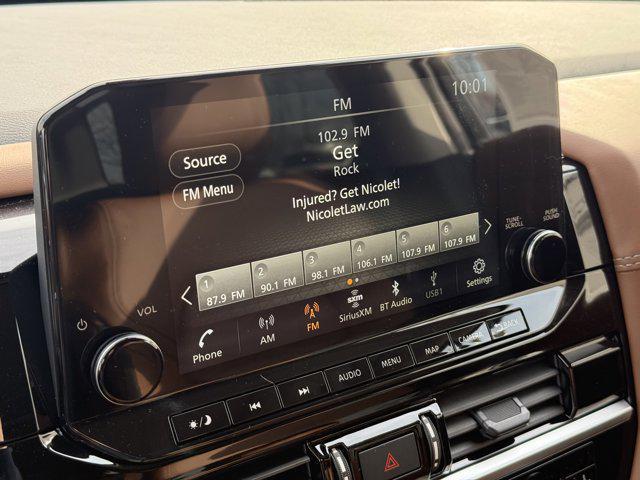 FM
10:01
102.9 FM
Get
Rock
Source
FM Menu
Injured? Get Nicolet!
NicoletLaw.com
1 87.9 FM
2 90.1 FM
3 98.1 FM
4 106.1 FM
5 107.9 FM
6 107.9 FM
Phone
AM
FM
sxm
SiriusXM
BT Audio
USB1
Settings
VOL
TUNE-
SCROLL
PUSH
SOUND
AUDIO
MENU
MAP
CAMERA
BACK